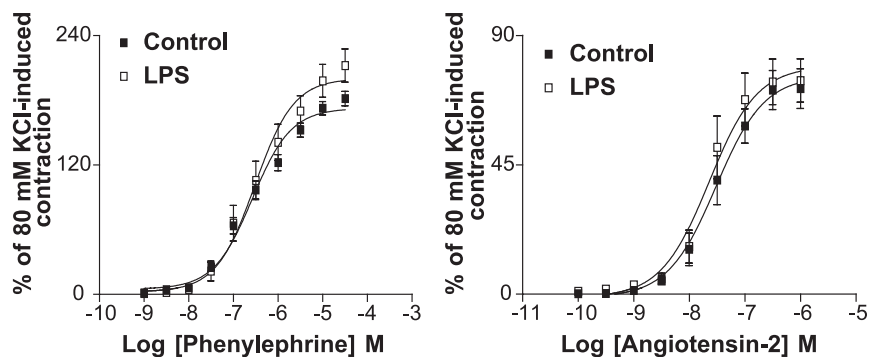 % of 80 mM KCl-induced
contraction
240
120
0
Control
LPS
-10 -9 -8 -7 -6 -5 -4 -3
Log [Phenylephrine] M
% of 80 mM KCl-induced
contraction
90
45
0
Control
LPS
-11 -10 -9 -8 -7 -6 -5
Log [Angiotensin-2] M